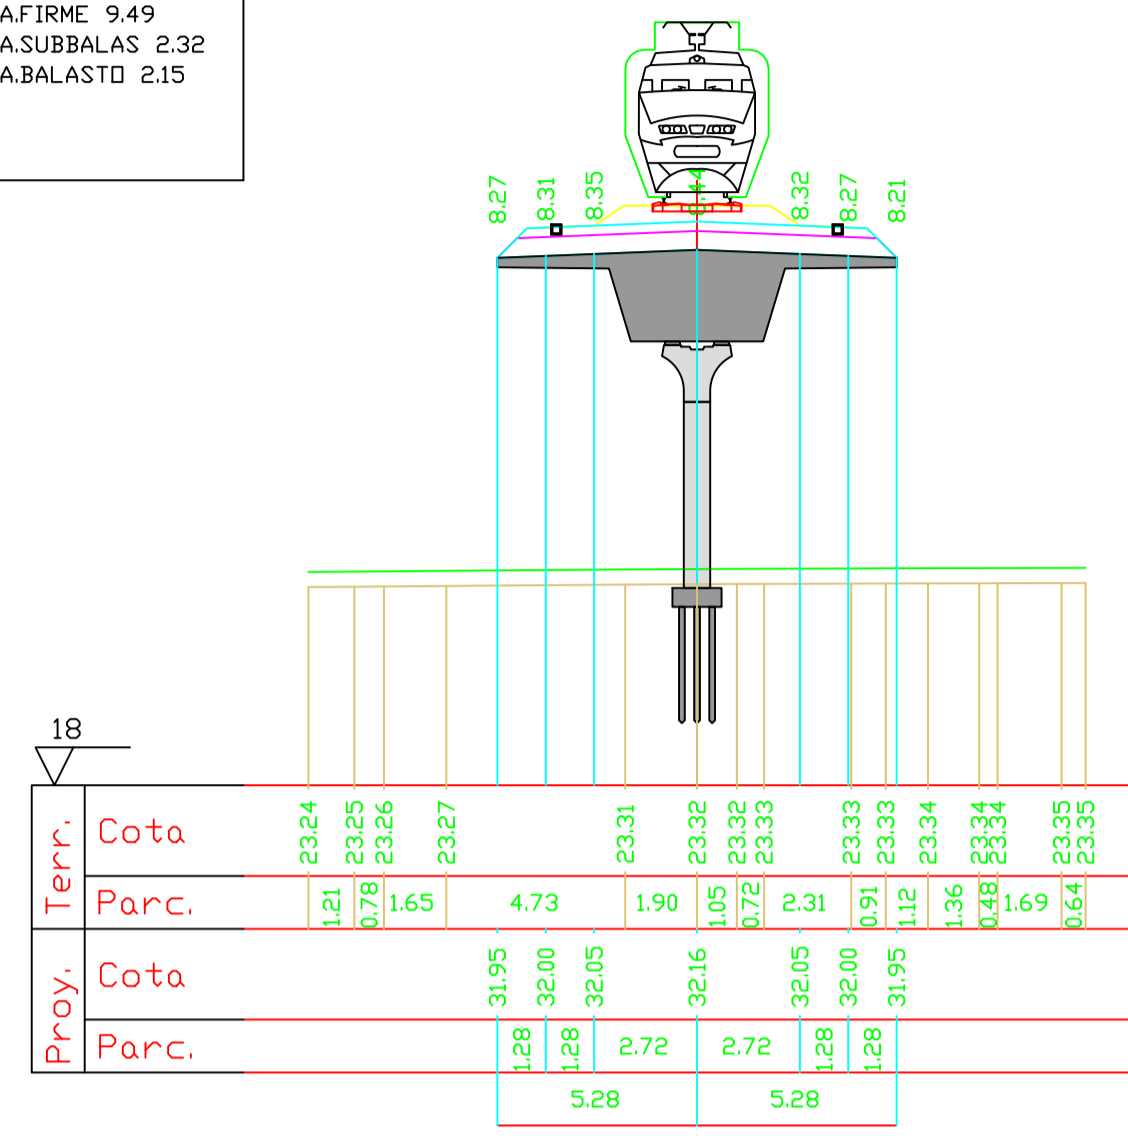 A.FIRME 9.49
A.SUBBALAS 2.32
A.BALASTO 2.15
8.27 8.31 8.35 8.32 8.27 8.21
18
Terr.
Cota 23.24 23.25 23.26 23.27 23.31 23.32 23.32 23.33 23.33 23.33 23.34 23.34 23.34 23.35 23.35
Parc. 1.21 0.78 1.65 4.73 1.90 1.05 0.72 2.31 0.91 1.12 1.36 0.48 1.69 0.64
Proy.
Cota 31.95 32.00 32.05 32.16 32.05 32.00 31.95
Parc. 1.28 1.28 2.72 2.72 1.28 1.28
5.28 5.28